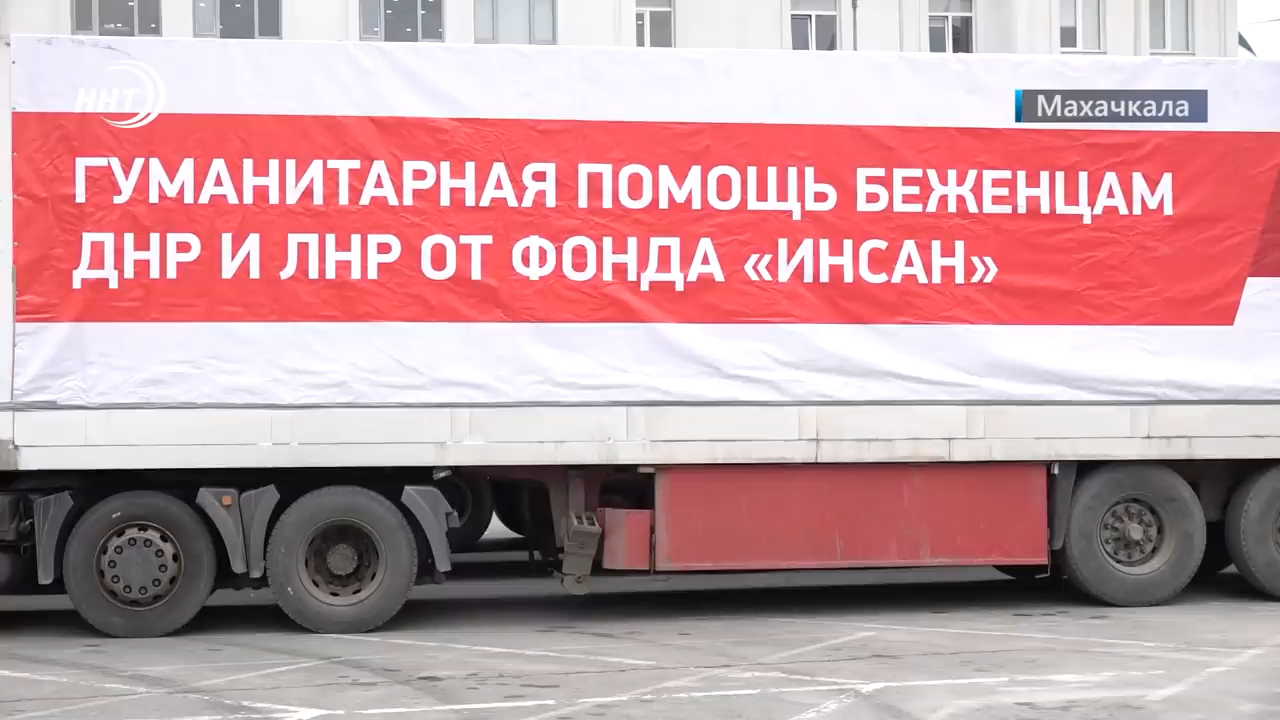 ННТ
Махачкала
ГУМАНИТАРНАЯ ПОМОЩЬ БЕЖЕНЦАМ
ДНР И ЛНР ОТ ФОНДА «ИНСАН»